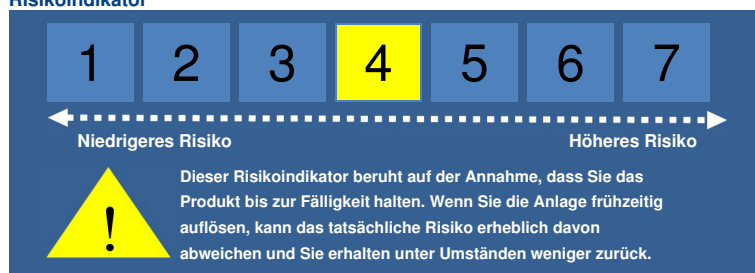 Risikoindikator
1 2 3 4 5 6 7
Niedrigeres Risiko Höheres Risiko
Dieser Risikoindikator beruht auf der Annahme, dass Sie das
Produkt bis zur Fälligkeit halten. Wenn Sie die Anlage frühzeitig
auflösen, kann das tatsächliche Risiko erheblich davon
abweichen und Sie erhalten unter Umständen weniger zurück.
!